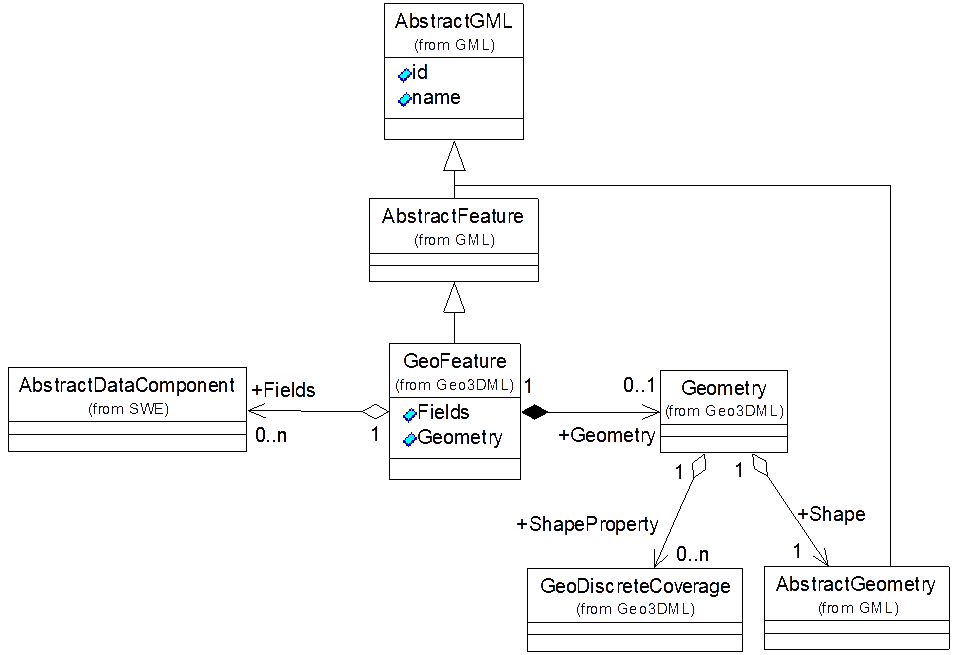 AbstractGML
(from GML)
id
name
AbstractFeature
(from GML)
GeoFeature
(from Geo3DML)
Fields
Geometry
AbstractDataComponent
(from SWE)
+Fields
0..n
1
1
0..1
+Geometry
Geometry
(from Geo3DML)
1
1
+ShapeProperty
0..n
+Shape
1
GeoDiscreteCoverage
(from Geo3DML)
AbstractGeometry
(from GML)